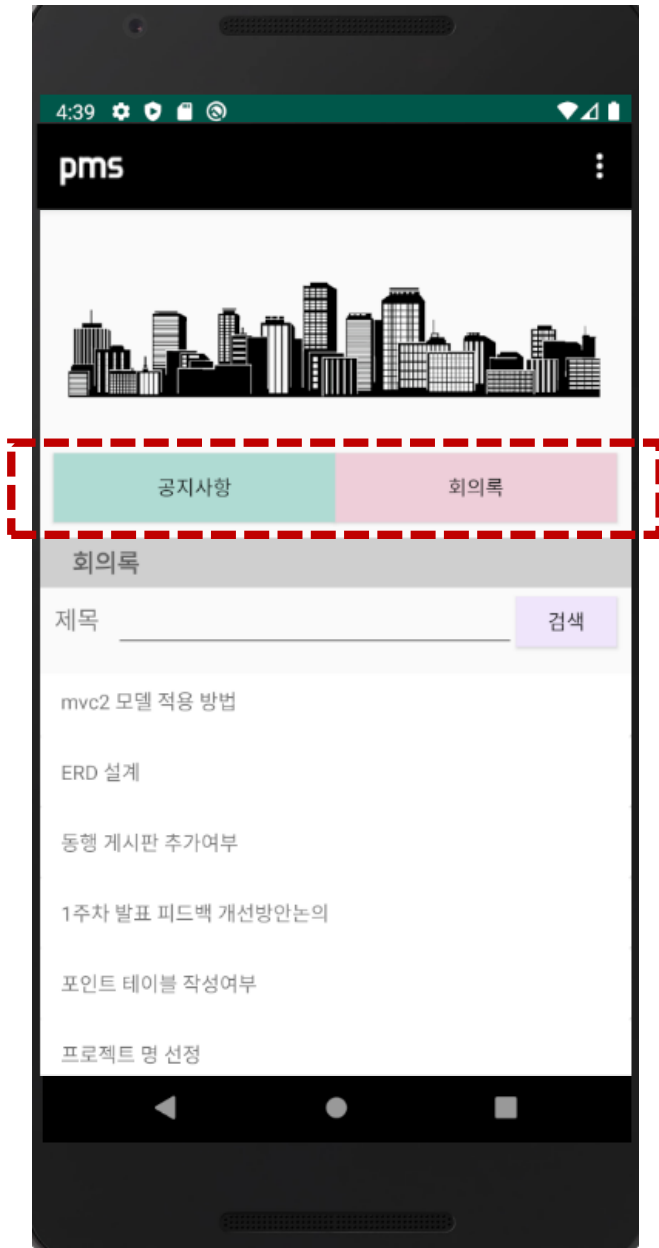 4:39
pms
공지사항 회의록
회의록
제목 검색
mvc2 모델 적용 방법
ERD 설계
동행 게시판 추가여부
1주차 발표 피드백 개선방안논의
포인트 테이블 작성여부
프로젝트 명 선정